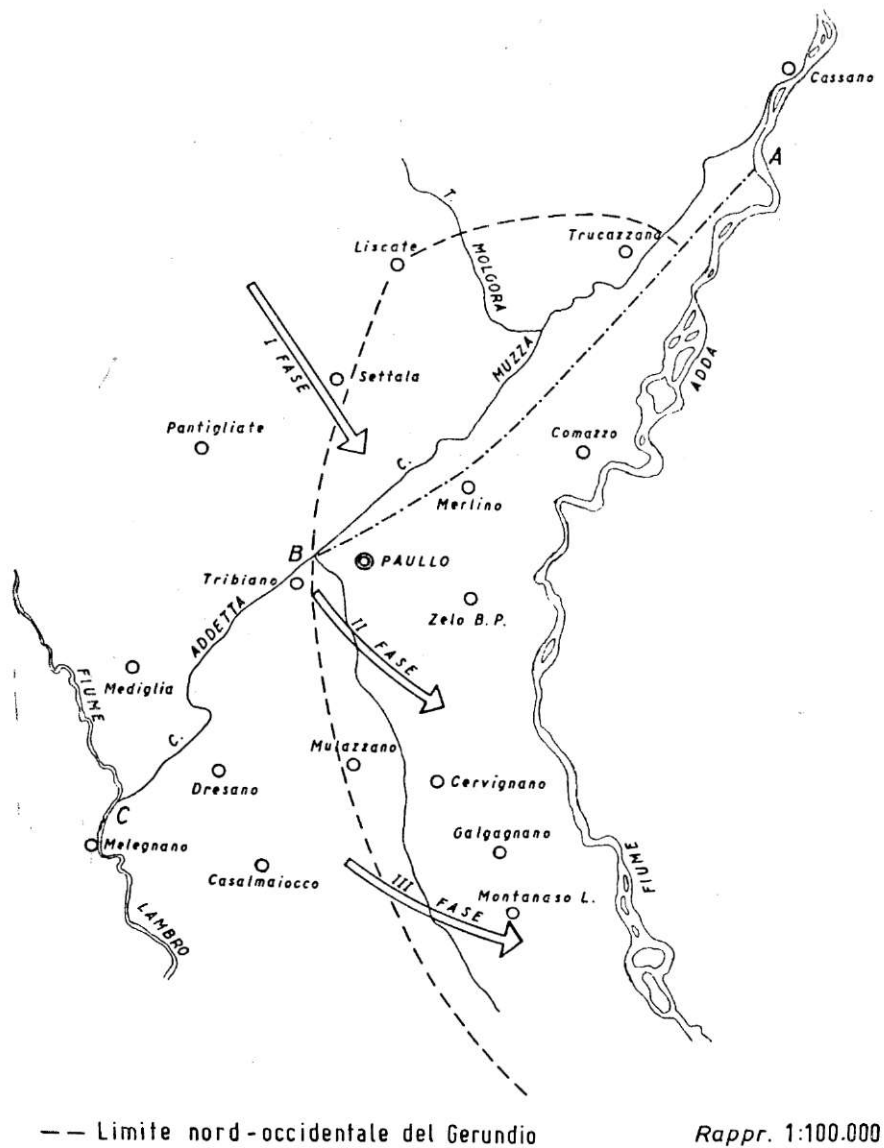 Cassano
A
T. MOLGORA
Trucazzano
Liscate
I FASE
MUZZA
ADDA
Settala
Pantigliate
C.
Comazzo
Merlino
B
PAULLO
Tribiano
ADDETTA
II FASE
Zelo B.P.
FIUME
Mediglia
C.
Mulazzano
Dresano
Cervignano
C
Melegnano
Galgagnano
FIUME
Casalmaiocco
III FASE
Montanaso L.
LAMBRO
Limite nord-occidentale del Gerundio
Rappr. 1:100.000